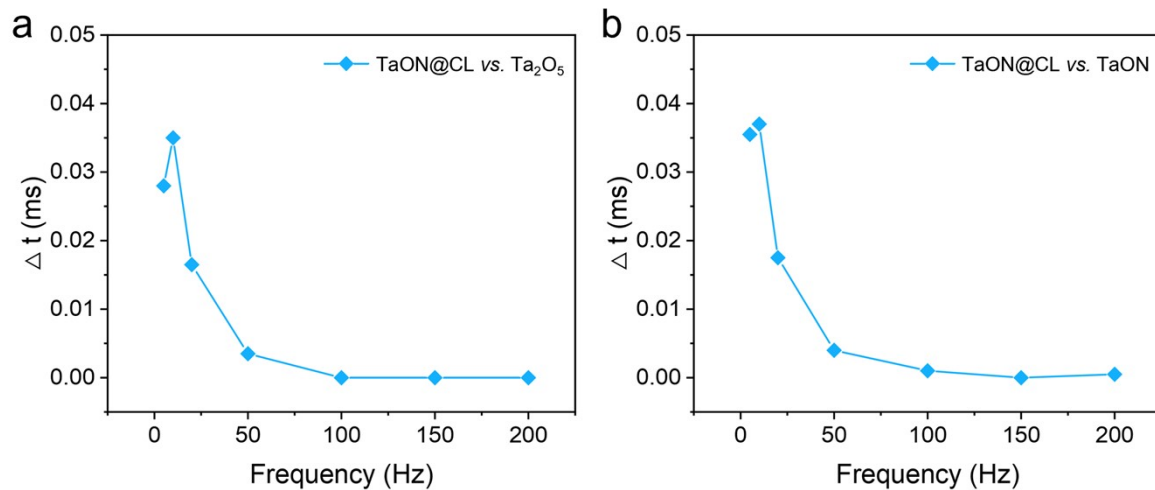 a
TaON@CL vs. Ta₂O₅
0.05
0.04
0.03
0.02
0.01
0.00
△ t (ms)
0 50 100 150 200
Frequency (Hz)
b
TaON@CL vs. TaON
0.05
0.04
0.03
0.02
0.01
0.00
△ t (ms)
0 50 100 150 200
Frequency (Hz)